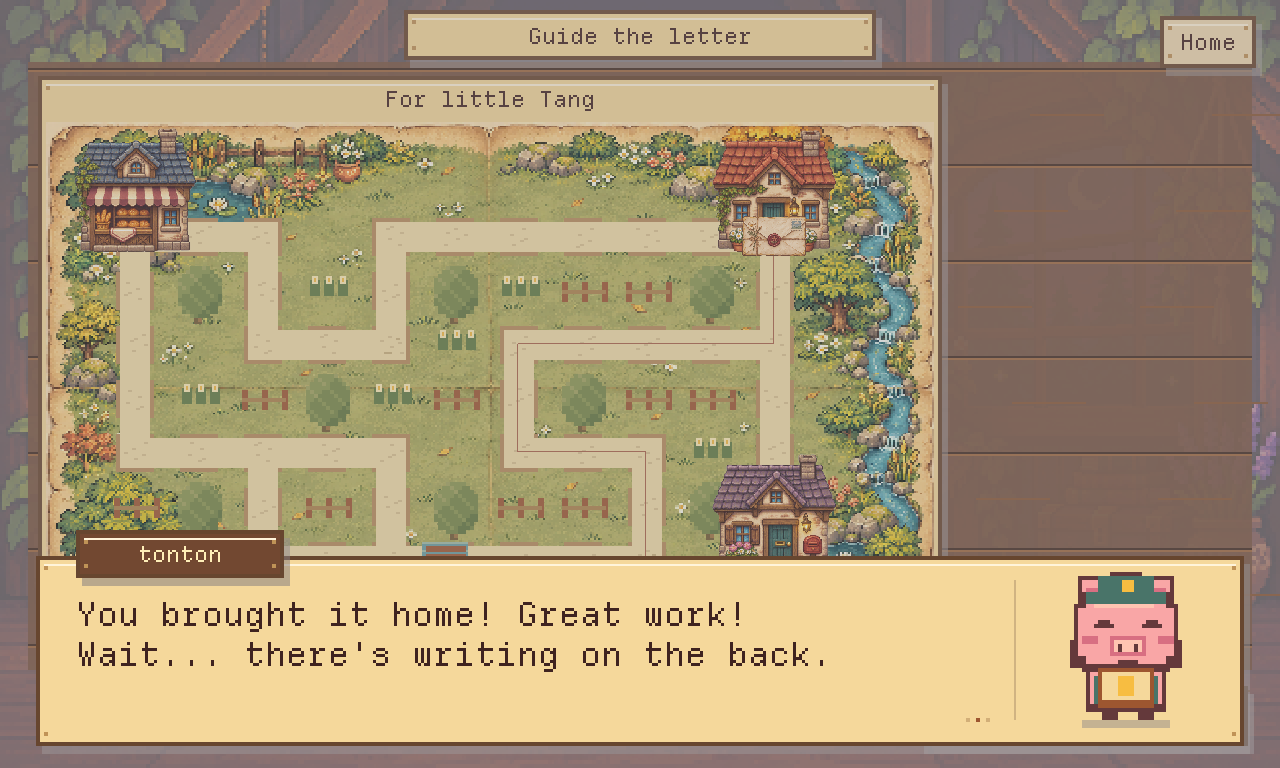 Guide the letter
Home
For little Tang
tonton
You brought it home! Great work!
Wait... there's writing on the back.